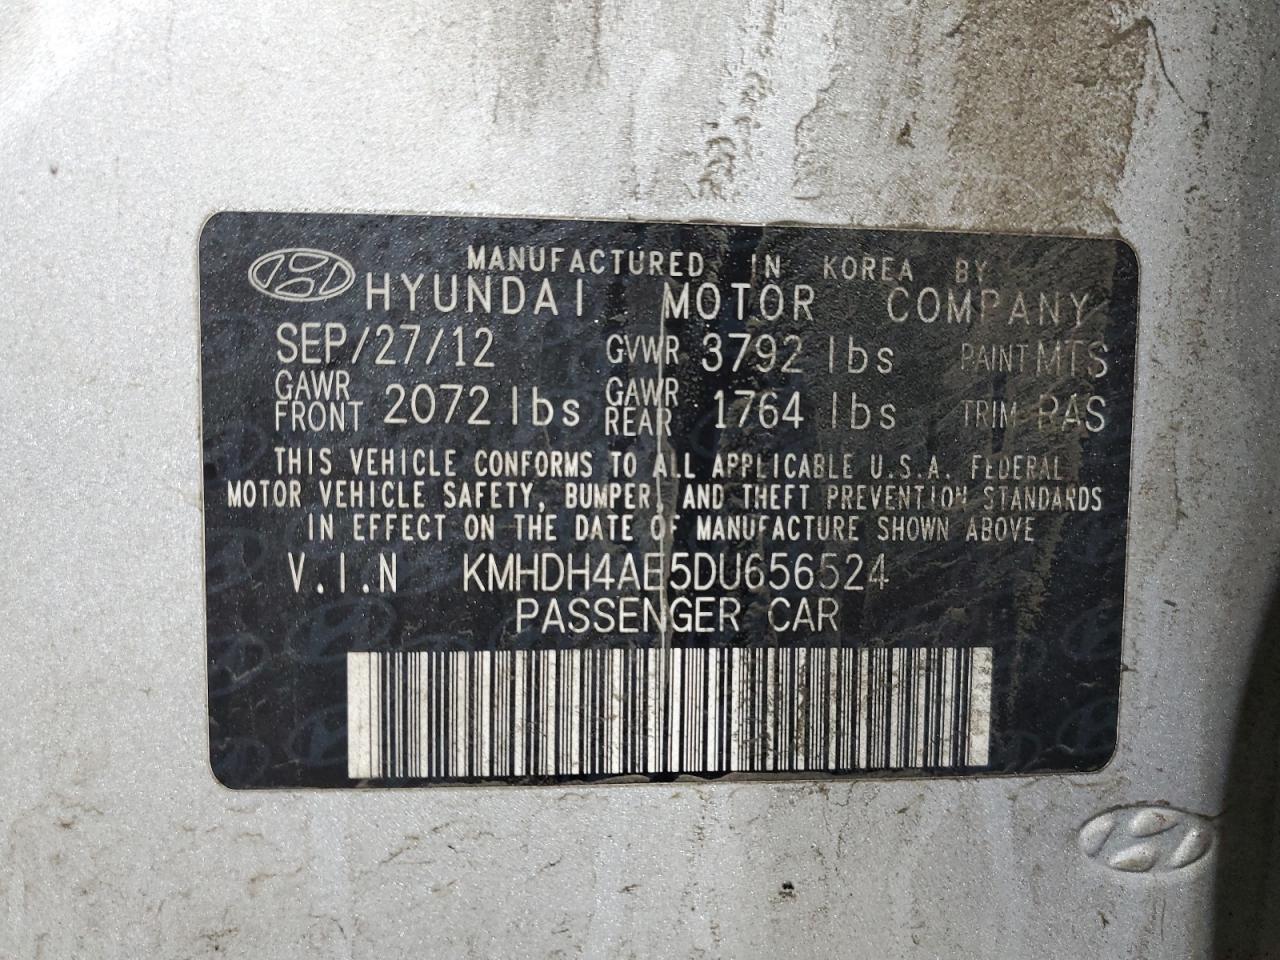 MANUFACTURED IN KOREA BY
HYUNDAI MOTOR COMPANY
SEP/27/12 GVWR 3792 lbs PAINT MTS
GAWR FRONT 2072 lbs GAWR REAR 1764 lbs TRIM RAS
THIS VEHICLE CONFORMS TO ALL APPLICABLE U.S.A. FEDERAL
MOTOR VEHICLE SAFETY, BUMPER, AND THEFT PREVENTION STANDARDS
IN EFFECT ON THE DATE OF MANUFACTURE SHOWN ABOVE
V.I.N KMHDH4AE5DU656524
PASSENGER CAR